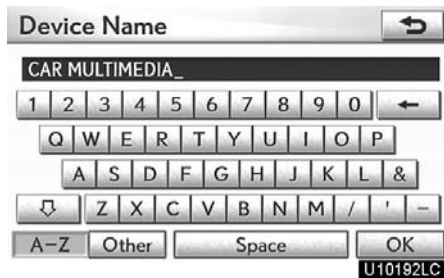 Device Name
CAR MULTIMEDIA_
1 2 3 4 5 6 7 8 9 0 ←
Q W E R T Y U I O P
A S D F G H J K L &
⇩ Z X C V B N M / ' -
A-Z Other Space OK
U10192LC